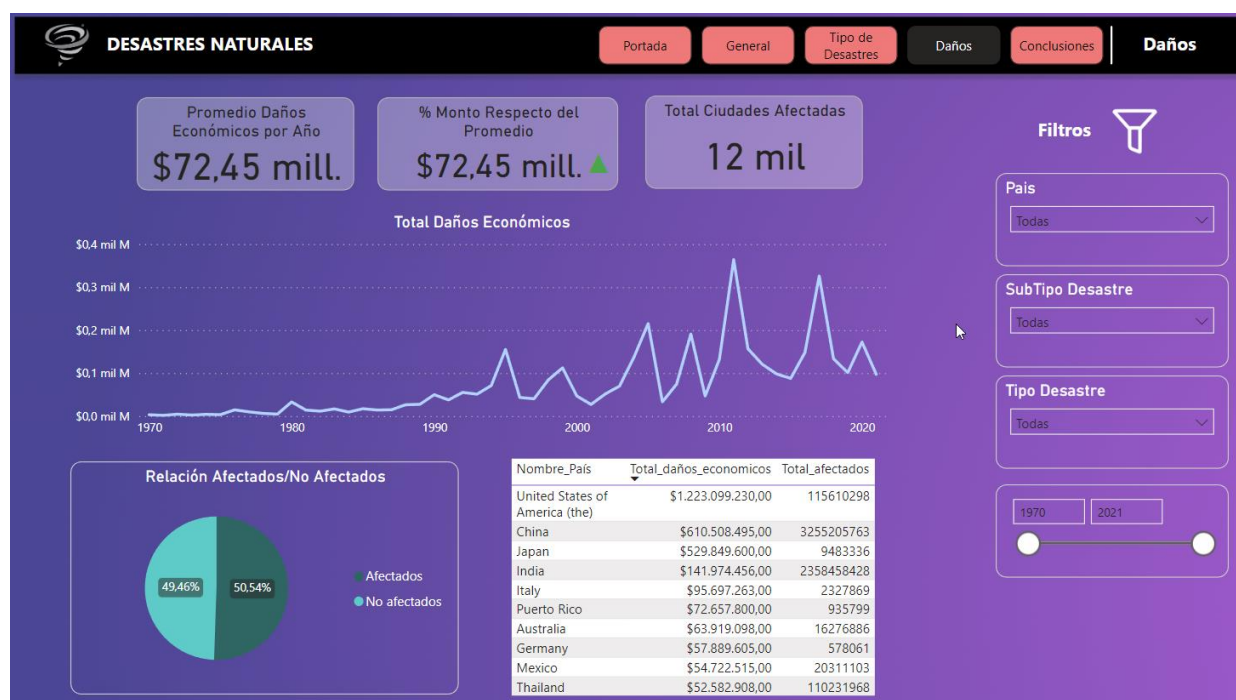 DESASTRES NATURALES
Portada
General
Tipo de
Desastres
Daños
Conclusiones
Daños
Promedio Daños
Económicos por Año
$72,45 mill.
% Monto Respecto del
Promedio
$72,45 mill.
Total Ciudades Afectadas
12 mil
Filtros
País
Todas
SubTipo Desastre
Todas
Tipo Desastre
Todas
1970 2021
Total Daños Económicos
$0,4 mil M
$0,3 mil M
$0,2 mil M
$0,1 mil M
$0,0 mil M
1970 1980 1990 2000 2010 2020
Relación Afectados/No Afectados
49,46% 50,54%
Afectados
No afectados
Nombre_País Total_daños_economicos Total_afectados
United States of $1.223.099.230,00 115610298
America (the)
China $610.508.495,00 3255205763
Japan $529.849.600,00 9483336
India $141.974.456,00 2358458428
Italy $95.697.263,00 2327869
Puerto Rico $72.657.800,00 935799
Australia $63.919.098,00 16276886
Germany $57.889.605,00 578061
Mexico $54.722.515,00 20311103
Thailand $52.582.908,00 110231968